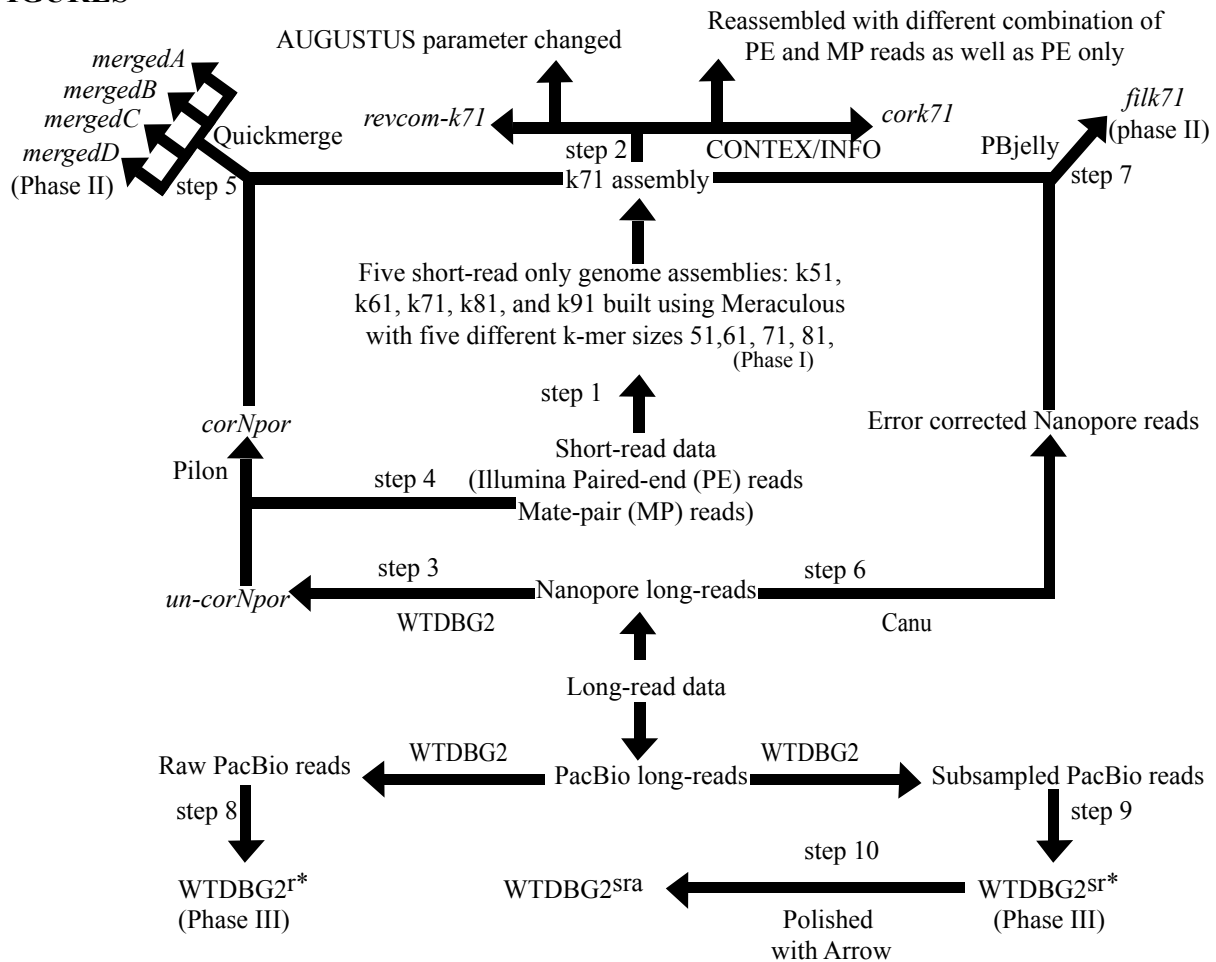 IGURES
AUGUSTUS parameter changed
Reassembled with different combination of
PE and MP reads as well as PE only
mergedA
mergedB
mergedC
mergedD
(Phase II)
Quickmerge
step 5
revcom-k71
step 2
CONTEX/INFO
cork71
k71 assembly
PBjelly
filk71
(phase II)
step 7
Five short-read only genome assemblies: k51,
k61, k71, k81, and k91 built using Meraculous
with five different k-mer sizes 51,61, 71, 81,
(Phase I)
step 1
corNpor
Error corrected Nanopore reads
Pilon
step 4
Short-read data
(Illumina Paired-end (PE) reads
Mate-pair (MP) reads)
un-corNpor
step 3
WTDBG2
Nanopore long-reads
step 6
Canu
Long-read data
Raw PacBio reads
WTDBG2
PacBio long-reads
WTDBG2
Subsampled PacBio reads
step 8
step 9
WTDBG2r*
(Phase III)
WTDBG2sra
step 10
Polished
with Arrow
WTDBG2sr*
(Phase III)